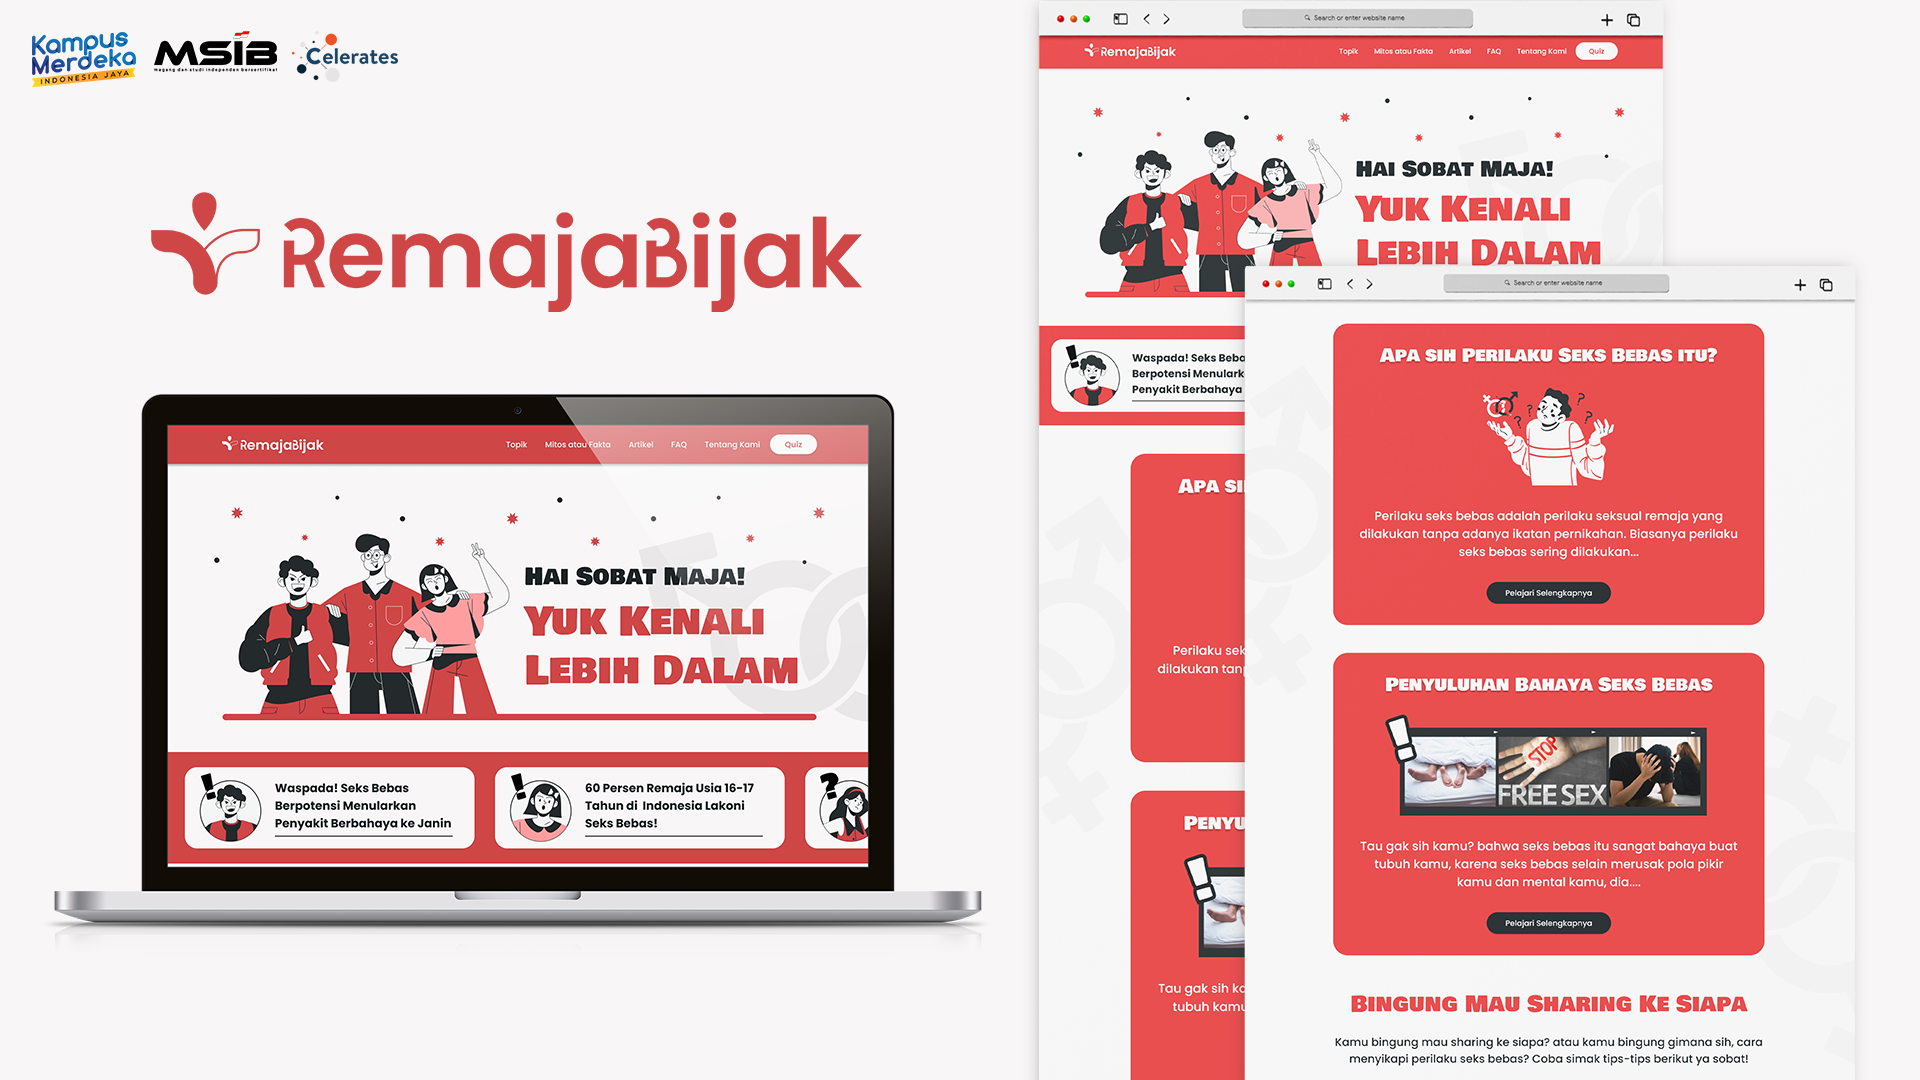 Kampus
Merdeka
INDONESIA JAYA
MSIB
magang dan studi independen bersertifikat
Celerates
RemajaBijak
RemajaBijak
Topik Mitos atau Fakta Artikel FAQ Tentang Kami Quiz
HAI SOBAT MAJA!
YUK KENALI
LEBIH DALAM
Waspada! Seks Bebas
Berpotensi Menularkan
Penyakit Berbahaya ke Janin
60 Persen Remaja Usia 16-17
Tahun di Indonesia Lakoni
Seks Bebas!
Search or enter website name
RemajaBijak
Topik Mitos atau Fakta Artikel FAQ Tentang Kami Quiz
HAI SOBAT MAJA!
YUK KENALI
LEBIH DALAM
Waspada! Seks Beba
Berpotensi Menulark
Penyakit Berbahaya
APA SI
Perilaku sek
dilakukan tanp
PENYU
Tau gak sih ka
tubuh kamu
Search or enter website name
APA SIH PERILAKU SEKS BEBAS ITU?
Perilaku seks bebas adalah perilaku seksual remaja yang
dilakukan tanpa adanya ikatan pernikahan. Biasanya perilaku
seks bebas sering dilakukan...
Pelajari Selengkapnya
PENYULUHAN BAHAYA SEKS BEBAS
STOP
FREE SEX
Tau gak sih kamu? bahwa seks bebas itu sangat bahaya buat
tubuh kamu, karena seks bebas selain merusak pola pikir
kamu dan mental kamu, dia....
Pelajari Selengkapnya
BINGUNG MAU SHARING KE SIAPA
Kamu bingung mau sharing ke siapa? atau kamu bingung gimana sih, cara
menyikapi perilaku seks bebas? Coba simak tips-tips berikut ya sobat!